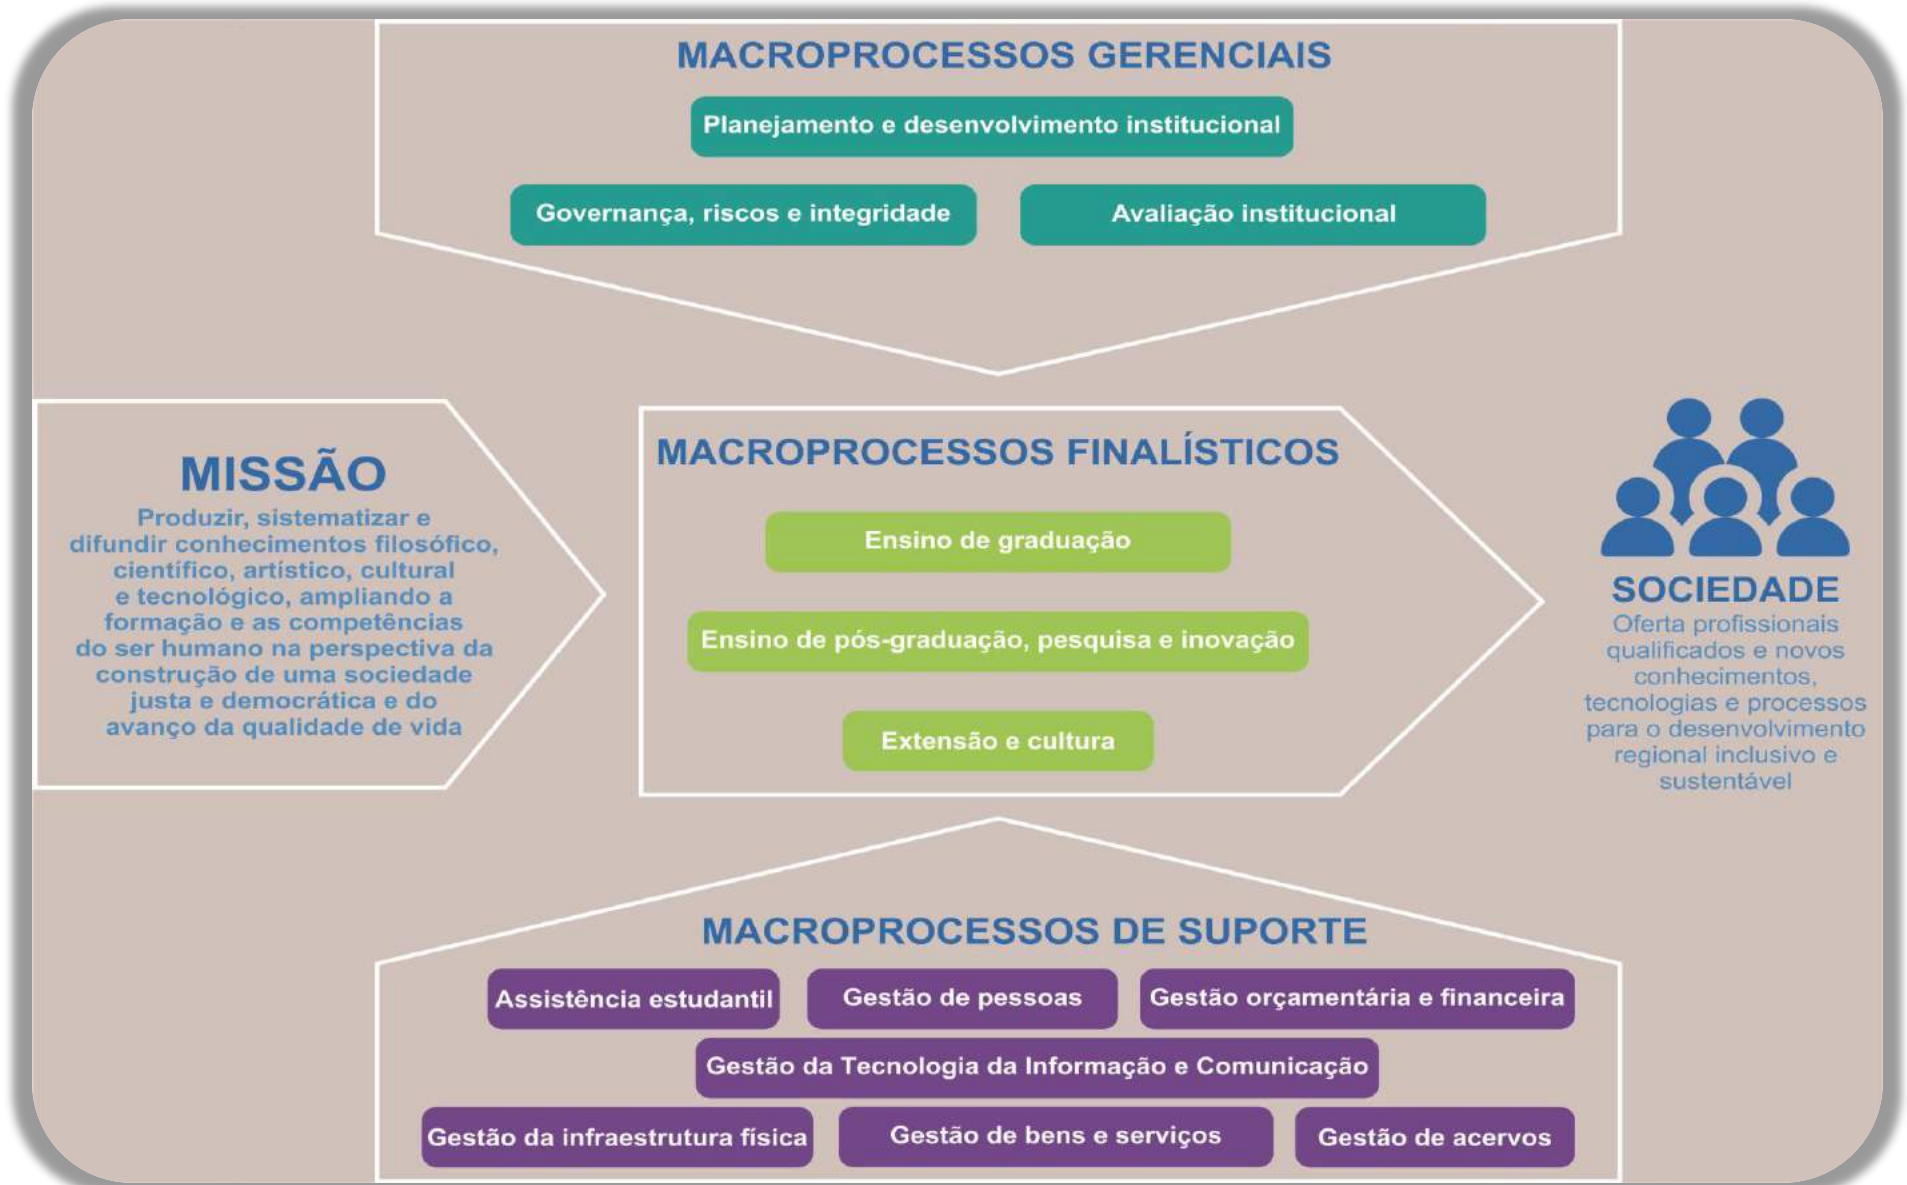 MACROPROCESSOS GERENCIAIS
Planejamento e desenvolvimento institucional
Governança, riscos e integridade
Avaliação institucional
MISSÃO
Produzir, sistematizar e
difundir conhecimentos filosófico,
científico, artístico, cultural
e tecnológico, ampliando a
formação e as competências
do ser humano na perspectiva da
construção de uma sociedade
justa e democrática e do
avanço da qualidade de vida
MACROPROCESSOS FINALÍSTICOS
Ensino de graduação
Ensino de pós-graduação, pesquisa e inovação
Extensão e cultura
SOCIEDADE
Oferta profissionais
qualificados e novos
conhecimentos,
tecnologias e processos
para o desenvolvimento
regional inclusivo e
sustentável
MACROPROCESSOS DE SUPORTE
Assistência estudantil
Gestão de pessoas
Gestão orçamentária e financeira
Gestão da Tecnologia da Informação e Comunicação
Gestão da infraestrutura física
Gestão de bens e serviços
Gestão de acervos